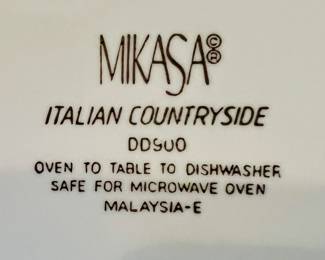 MIKASA ©®
ITALIAN COUNTRYSIDE
DD900
OVEN TO TABLE TO DISHWASHER
SAFE FOR MICROWAVE OVEN
MALAYSIA-E